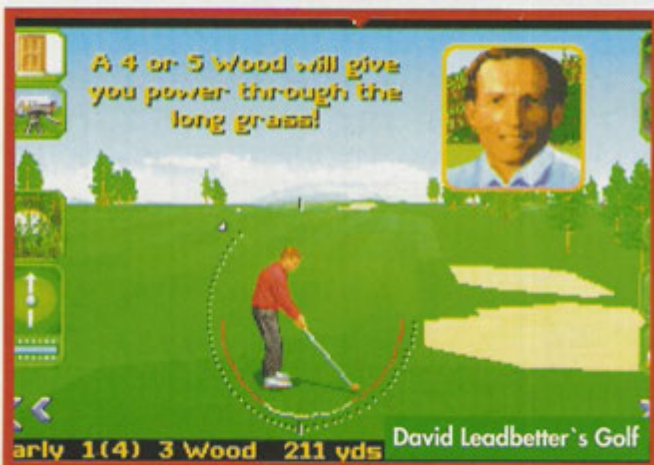 A 4 or 5 Wood will give
you power through the
long grass!
arly 1(4) 3 Wood 211 yds
David Leadbetter`s Golf